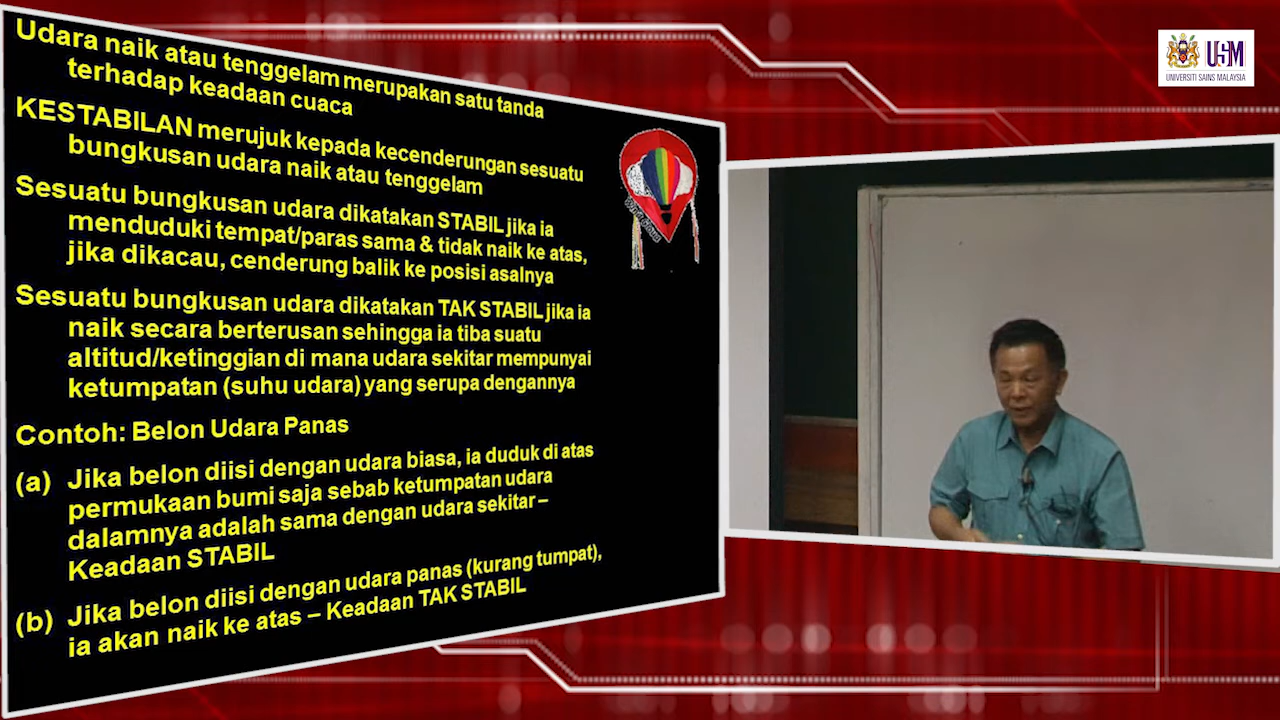 Udara naik atau tenggelam merupakan satu tanda
terhadap keadaan cuaca
KESTABILAN merujuk kepada kecenderungan sesuatu
bungkusan udara naik atau tenggelam
Sesuatu bungkusan udara dikatakan STABIL jika ia
menduduki tempat/paras sama & tidak naik ke atas,
jika dikacau, cenderung balik ke posisi asalnya
Sesuatu bungkusan udara dikatakan TAK STABIL jika ia
naik secara berterusan sehingga ia tiba suatu
altitud/ketinggian di mana udara sekitar mempunyai
ketumpatan (suhu udara) yang serupa dengannya
Contoh: Belon Udara Panas
(a) Jika belon diisi dengan udara biasa, ia duduk di atas
permukaan bumi saja sebab ketumpatan udara
dalamnya adalah sama dengan udara sekitar –
Keadaan STABIL
(b) Jika belon diisi dengan udara panas (kurang tumpat),
ia akan naik ke atas – Keadaan TAK STABIL
USM
UNIVERSITI SAINS MALAYSIA